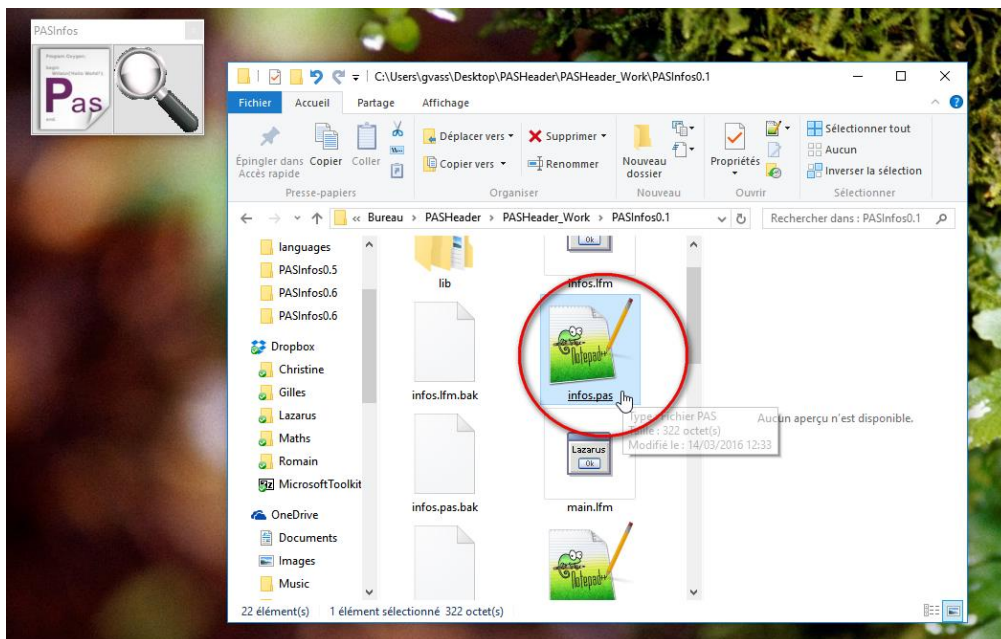 PASInfos
Pas
C:\Users\gvass\Desktop\PASHeader\PASHeader_Work\PASInfos0.1
Fichier Accueil Partage Affichage
Épingler dans Accès rapide
Copier
Coller
Déplacer vers
Copier vers
Supprimer
Renommer
Nouveau dossier
Propriétés
Sélectionner tout
Aucun
Inverser la sélection
Presse-papiers Organiser Nouveau Ouvrir Sélectionner
« Bureau > PASHeader > PASHeader_Work > PASInfos0.1
Rechercher dans : PASInfos0.1
languages
PASInfos0.5
PASInfos0.6
PASInfos0.6
Dropbox
Christine
Gilles
Lazarus
Maths
Romain
MicrosoftToolkit
OneDrive
Documents
Images
Music
lib
Ok
infos.lfm
infos.lfm.bak
Notepad++
infos.pas
Type : Fichier PAS
Taille : 322 octet(s)
Modifié le : 14/03/2016 12:33
Aucun aperçu n'est disponible.
infos.pas.bak
Lazarus
Ok
main.lfm
Notepad++
22 élément(s) 1 élément sélectionné 322 octet(s)